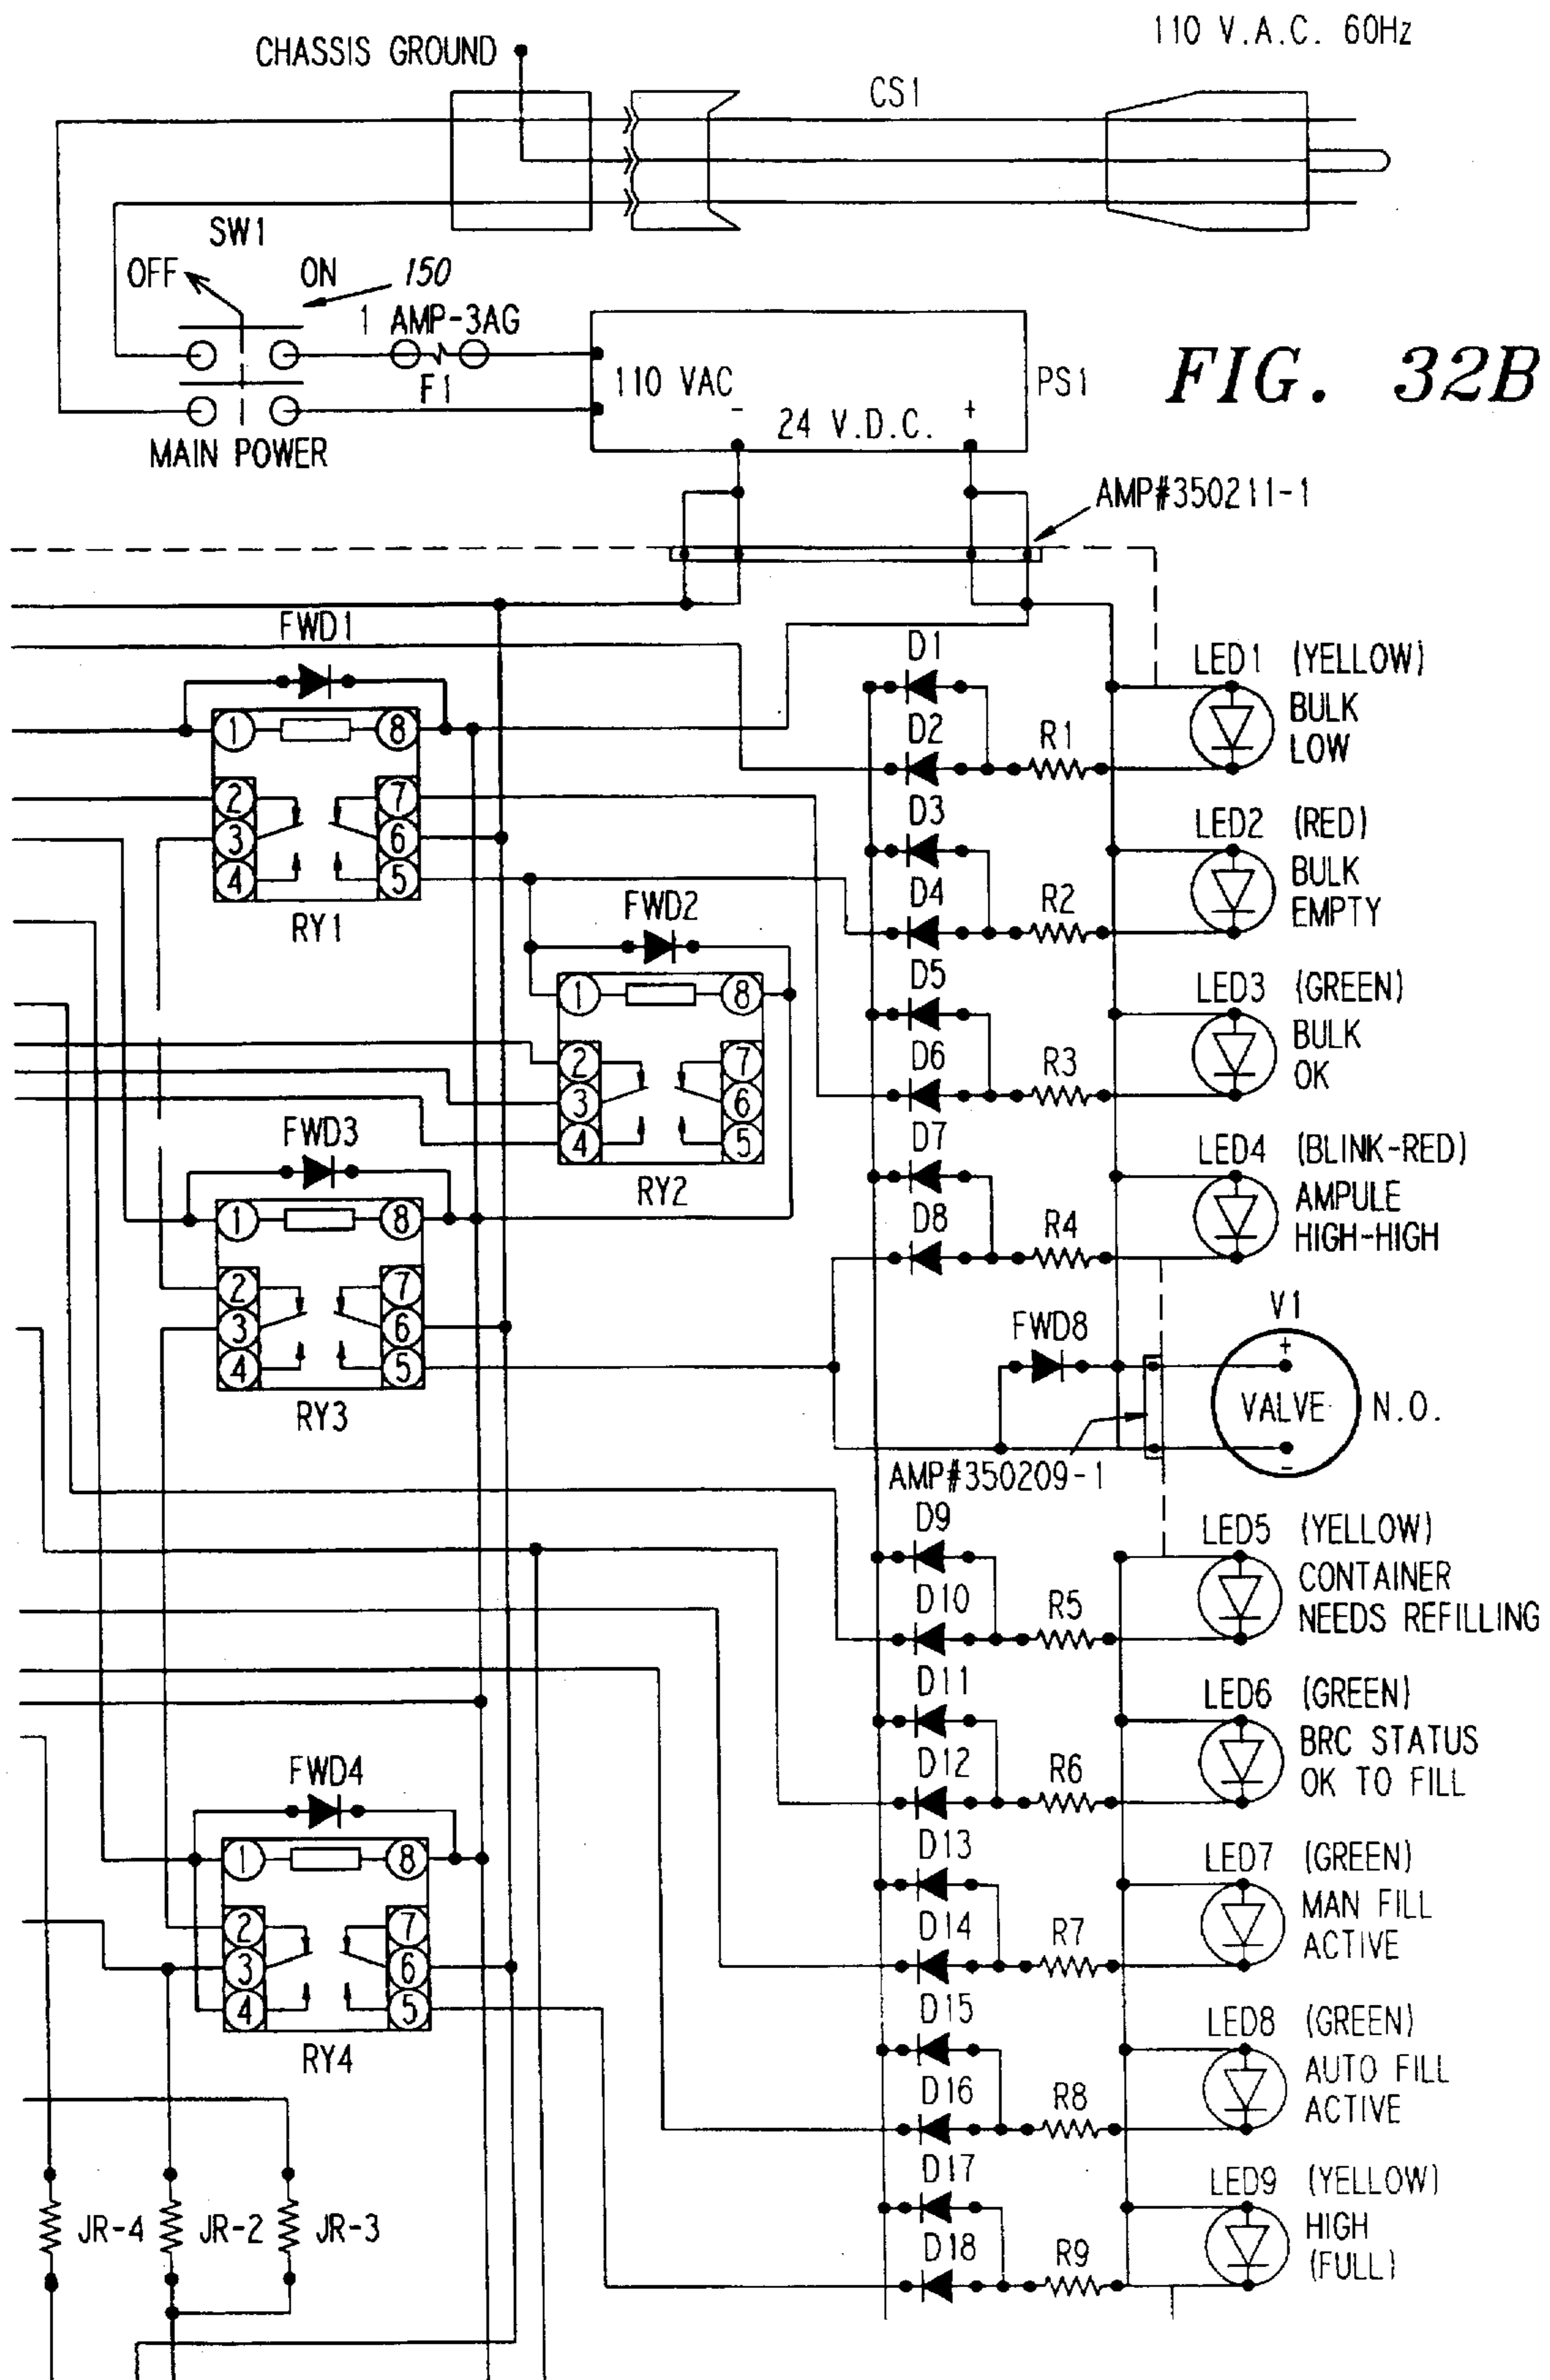 110 V.A.C. 60Hz
CHASSIS GROUND
CS1
SW1
OFF
ON
150
1 AMP-3AG
F1
MAIN POWER
110 VAC
-
24 V.D.C.
+
PS1
FIG. 32B
AMP#350211-1
FWD1
1
8
2
7
3
6
4
5
RY1
D1
D2
R1
LED1 (YELLOW)
BULK
LOW
D3
D4
R2
LED2 (RED)
BULK
EMPTY
FWD2
1
8
2
7
3
6
4
5
RY2
D5
D6
R3
LED3 (GREEN)
BULK
OK
FWD3
1
8
2
7
3
6
4
5
RY3
D7
D8
R4
LED4 (BLINK-RED)
AMPULE
HIGH-HIGH
FWD8
V1
+
VALVE
-
N.O.
AMP#350209-1
D9
D10
R5
LED5 (YELLOW)
CONTAINER
NEEDS REFILLING
D11
D12
R6
LED6 (GREEN)
BRC STATUS
OK TO FILL
FWD4
1
8
2
7
3
6
4
5
RY4
D13
D14
R7
LED7 (GREEN)
MAN FILL
ACTIVE
D15
D16
R8
LED8 (GREEN)
AUTO FILL
ACTIVE
D17
D18
R9
LED9 (YELLOW)
HIGH
(FULL)
JR-4
JR-2
JR-3